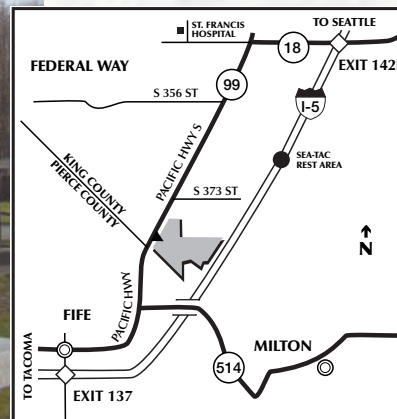 ST. FRANCIS
HOSPITAL
TO SEATTLE
18
EXIT 142
FEDERAL WAY
99
I-5
S 356 ST
PACIFIC HWY S
SEA-TAC
REST AREA
KING COUNTY
PIERCE COUNTY
S 373 ST
N
PACIFIC HWY
FIFE
MILTON
TO TACOMA
514
EXIT 137